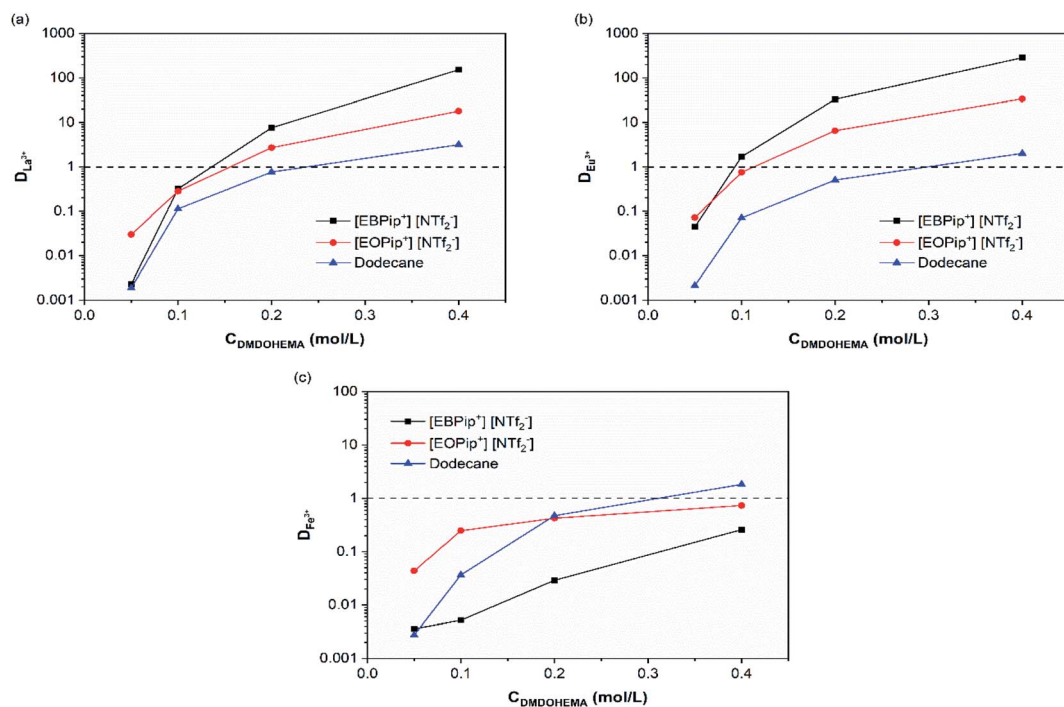 (a)
1000
100
10
1
0.1
0.01
0.001
D_La³⁺
[EBPip⁺] [NTf₂⁻]
[EOPip⁺] [NTf₂⁻]
Dodecane
0.0 0.1 0.2 0.3 0.4
C_DMDOHEMA (mol/L)
(b)
1000
100
10
1
0.1
0.01
0.001
D_Eu³⁺
[EBPip⁺] [NTf₂⁻]
[EOPip⁺] [NTf₂⁻]
Dodecane
0.0 0.1 0.2 0.3 0.4
C_DMDOHEMA (mol/L)
(c)
100
10
1
0.1
0.01
0.001
D_Fe³⁺
[EBPip⁺] [NTf₂⁻]
[EOPip⁺] [NTf₂⁻]
Dodecane
0.0 0.1 0.2 0.3 0.4
C_DMDOHEMA (mol/L)